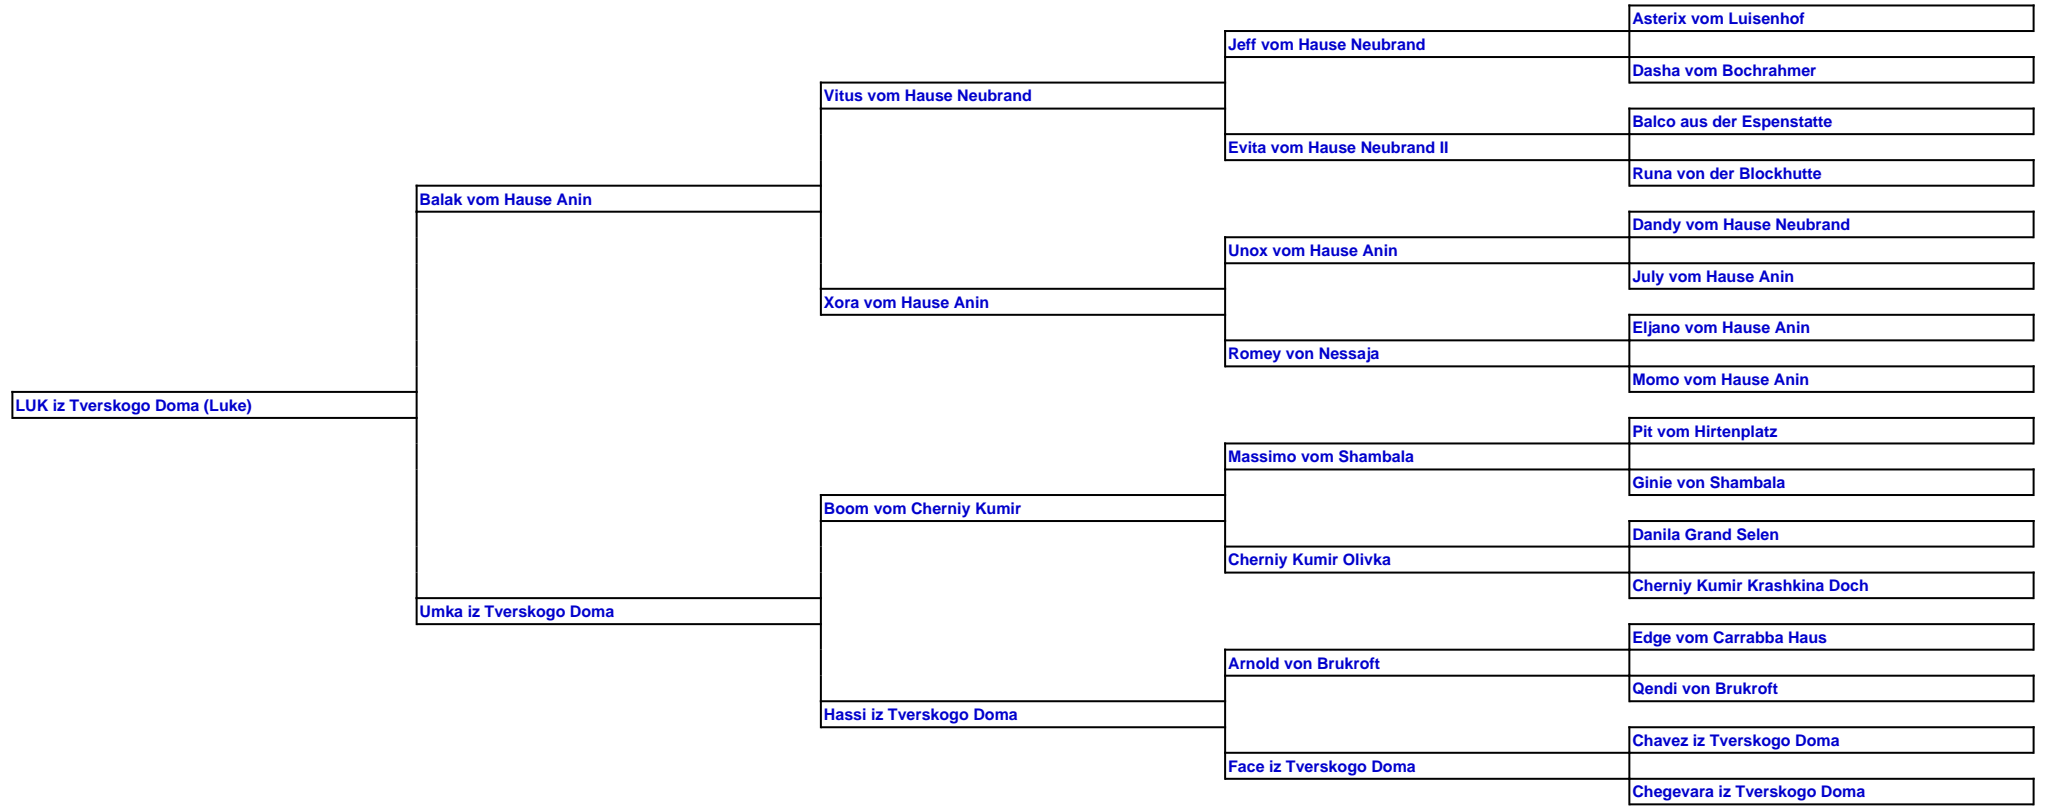 Asterix vom Luisenhof
Jeff vom Hause Neubrand
Dasha vom Bochrahmer
Vitus vom Hause Neubrand
Balco aus der Espenstatte
Evita vom Hause Neubrand II
Runa von der Blockhutte
Balak vom Hause Anin
Dandy vom Hause Neubrand
Unox vom Hause Anin
July vom Hause Anin
Xora vom Hause Anin
Eljano vom Hause Anin
Romey von Nessaja
Momo vom Hause Anin
LUK iz Tverskogo Doma (Luke)
Pit vom Hirtenplatz
Massimo vom Shambala
Ginie von Shambala
Boom vom Cherniy Kumir
Danila Grand Selen
Cherniy Kumir Olivka
Cherniy Kumir Krashkina Doch
Umka iz Tverskogo Doma
Edge vom Carrabba Haus
Arnold von Brukroft
Qendi von Brukroft
Hassi iz Tverskogo Doma
Chavez iz Tverskogo Doma
Face iz Tverskogo Doma
Chegevara iz Tverskogo Doma